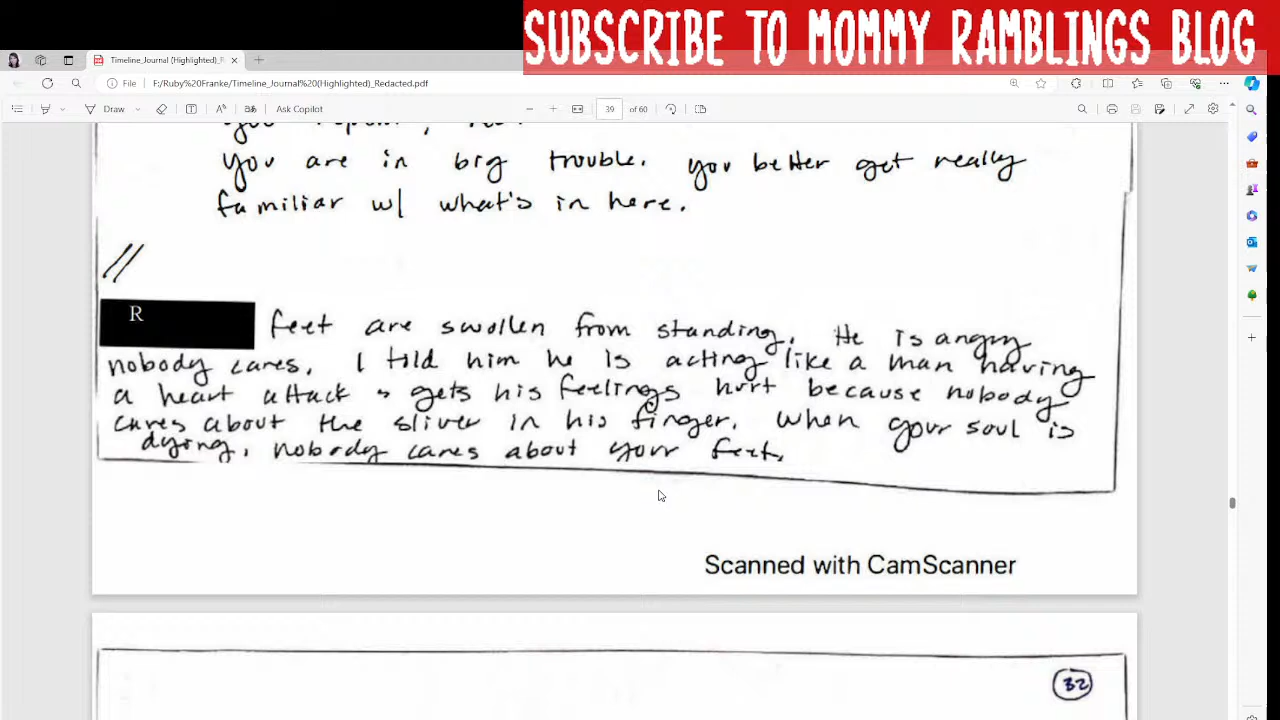 SUBSCRIBE TO MOMMY RAMBLINGS BLOG
Timeline_Journal (Highlighted)_R
File F:/Ruby%20Franke/Timeline_Journal%20(Highlighted)_Redacted.pdf
Draw Ask Copilot 39 of 60
You are in big trouble. you better get really
familiar w/ what's in here.
//
R feet are swollen from standing. He is angry
nobody cares. I told him he is acting like a man having
a heart attack & gets his feelings hurt because nobody
cares about the sliver in his finger. When your soul is
dying, nobody cares about your feet.
Scanned with CamScanner
32